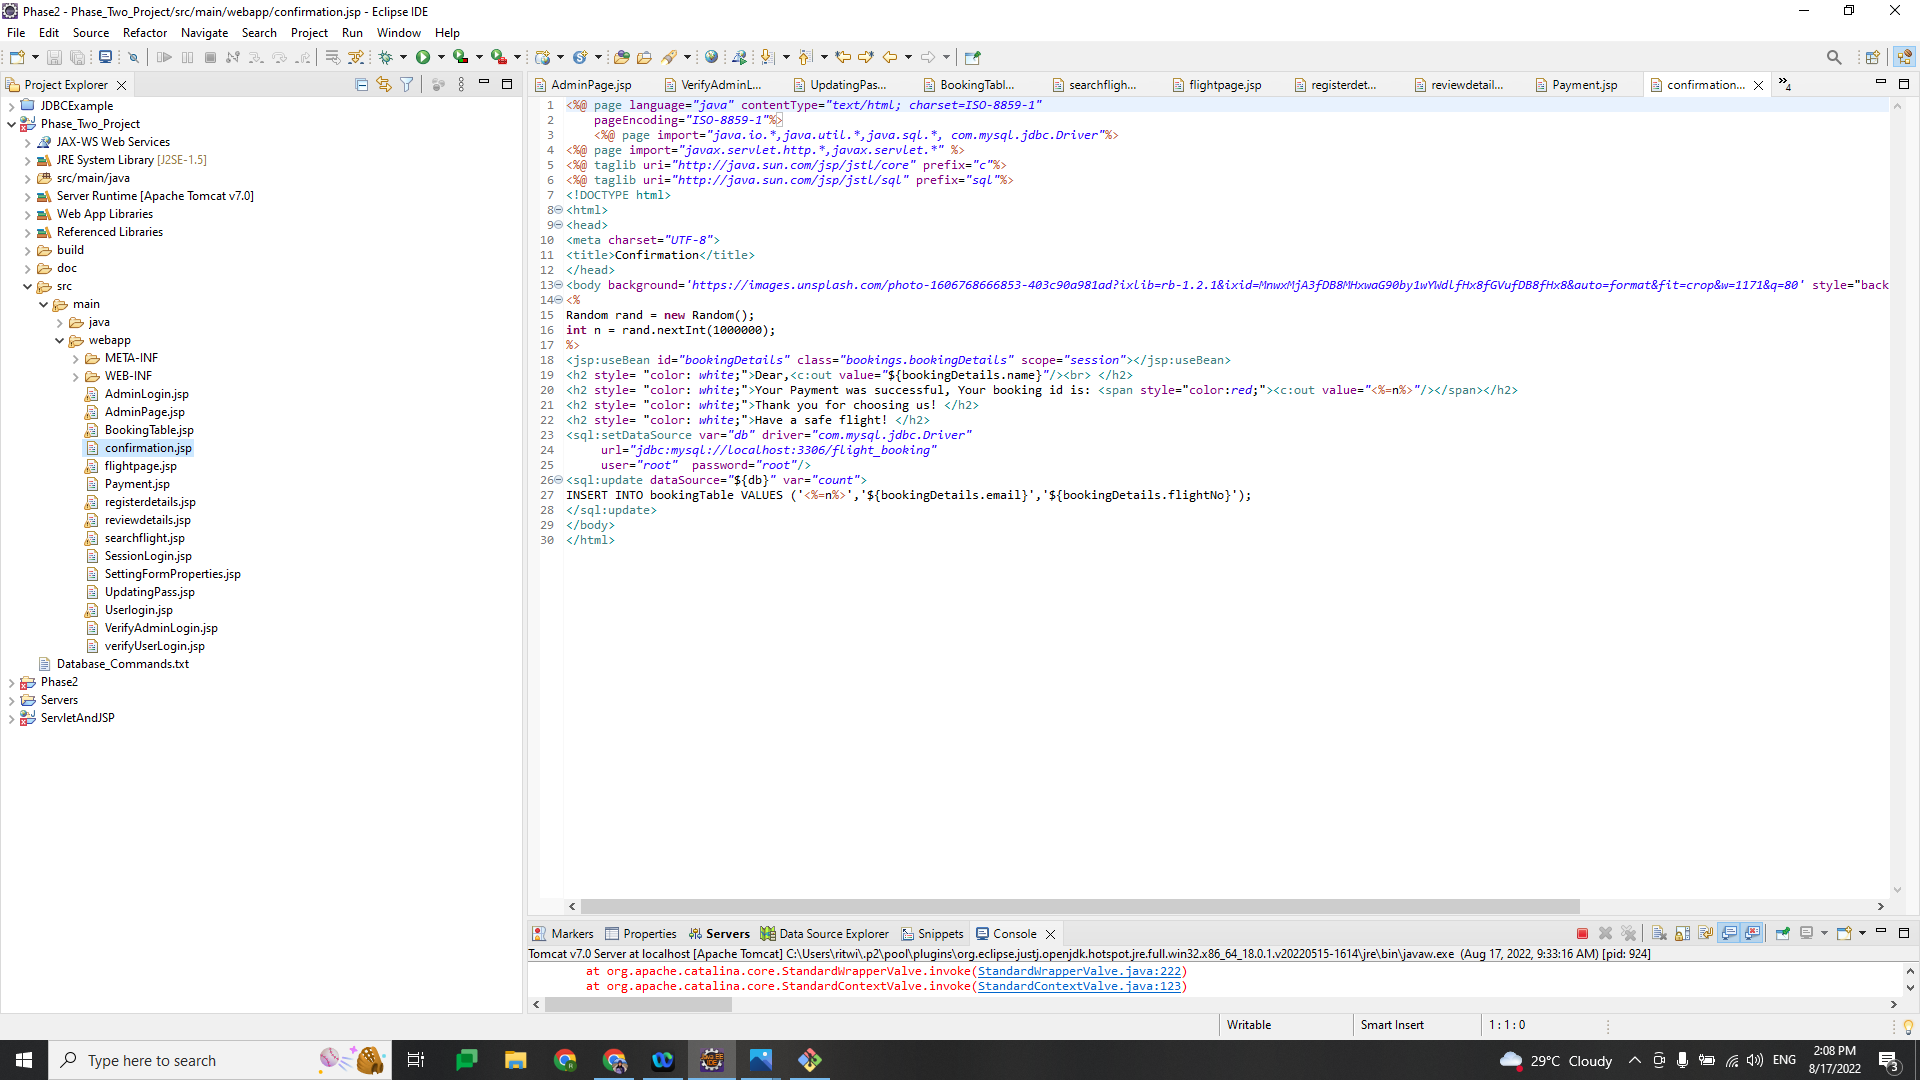 Phase2 - Phase_Two_Project/src/main/webapp/confirmation.jsp - Eclipse IDE
File Edit Source Refactor Navigate Search Project Run Window Help
Project Explorer
JDBCExample
Phase_Two_Project
JAX-WS Web Services
JRE System Library [J2SE-1.5]
src/main/java
Server Runtime [Apache Tomcat v7.0]
Web App Libraries
Referenced Libraries
build
doc
src
main
java
webapp
META-INF
WEB-INF
AdminLogin.jsp
AdminPage.jsp
BookingTable.jsp
confirmation.jsp
flightpage.jsp
Payment.jsp
registerdetails.jsp
reviewdetails.jsp
searchflight.jsp
SessionLogin.jsp
SettingFormProperties.jsp
UpdatingPass.jsp
Userlogin.jsp
VerifyAdminLogin.jsp
verifyUserLogin.jsp
Database_Commands.txt
Phase2
Servers
ServletAndJSP
AdminPage.jsp VerifyAdminL... UpdatingPas... BookingTabl... searchfligh... flightpage.jsp registerdet... reviewdetail... Payment.jsp confirmation... 4
1 <%@ page language="java" contentType="text/html; charset=ISO-8859-1"
2 pageEncoding="ISO-8859-1"%>
3 <%@ page import="java.io.*,java.util.*,java.sql.*, com.mysql.jdbc.Driver"%>
4 <%@ page import="javax.servlet.http.*,javax.servlet.*" %>
5 <%@ taglib uri="http://java.sun.com/jsp/jstl/core" prefix="c"%>
6 <%@ taglib uri="http://java.sun.com/jsp/jstl/sql" prefix="sql"%>
7 <!DOCTYPE html>
8 <html>
9 <head>
10 <meta charset="UTF-8">
11 <title>Confirmation</title>
12 </head>
13 <body background='https://images.unsplash.com/photo-1606768666853-403c90a981ad?ixlib=rb-1.2.1&ixid=MnwxMjA3fDB8MHxwaG90by1wYWdlfHx8fGVufDB8fHx8&auto=format&fit=crop&w=1171&q=80' style="back
14 <%
15 Random rand = new Random();
16 int n = rand.nextInt(1000000);
17 %>
18 <jsp:useBean id="bookingDetails" class="bookings.bookingDetails" scope="session"></jsp:useBean>
19 <h2 style= "color: white;">Dear,<c:out value="${bookingDetails.name}"/><br> </h2>
20 <h2 style= "color: white;">Your Payment was successful, Your booking id is: <span style="color:red;"><c:out value="<%=n%>"/></span></h2>
21 <h2 style= "color: white;">Thank you for choosing us! </h2>
22 <h2 style= "color: white;">Have a safe flight! </h2>
23 <sql:setDataSource var="db" driver="com.mysql.jdbc.Driver"
24 url="jdbc:mysql://localhost:3306/flight_booking"
25 user="root" password="root"/>
26 <sql:update dataSource="${db}" var="count">
27 INSERT INTO bookingTable VALUES ('<%=n%>','${bookingDetails.email}','${bookingDetails.flightNo}');
28 </sql:update>
29 </body>
30 </html>
Markers Properties Servers Data Source Explorer Snippets Console
Tomcat v7.0 Server at localhost [Apache Tomcat] C:\Users\ritwi\.p2\pool\plugins\org.eclipse.justj.openjdk.hotspot.jre.full.win32.x86_64_18.0.1.v20220515-1614\jre\bin\javaw.exe (Aug 17, 2022, 9:33:16 AM) [pid: 924]
at org.apache.catalina.core.StandardWrapperValve.invoke(StandardWrapperValve.java:222)
at org.apache.catalina.core.StandardContextValve.invoke(StandardContextValve.java:123)
Writable Smart Insert 1 : 1 : 0
Type here to search
29°C Cloudy ENG
2:08 PM
8/17/2022
3